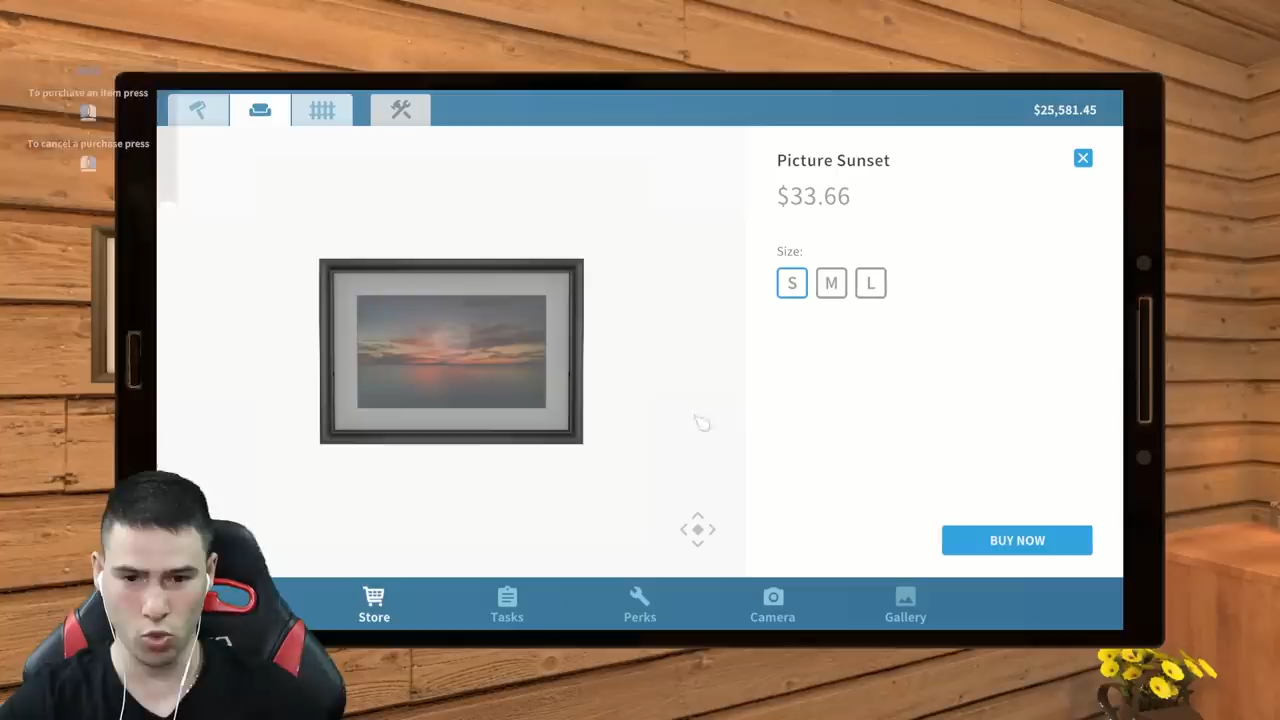 To purchase an item press
To cancel a purchase press
$25,581.45
Picture Sunset
$33.66
Size:
S M L
BUY NOW
Store Tasks Perks Camera Gallery